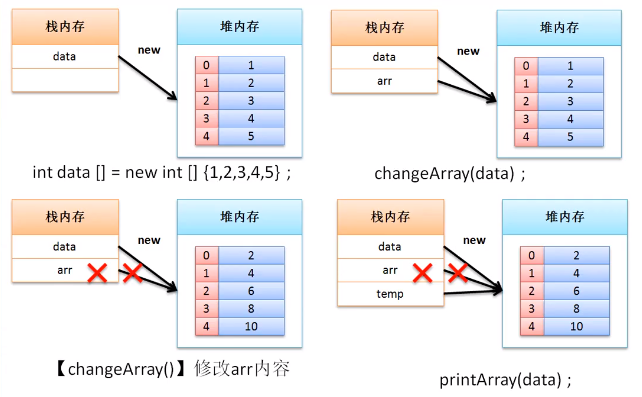 栈内存
data
new
堆内存
0 1
1 2
2 3
3 4
4 5
int data [] = new int [] {1,2,3,4,5} ;
栈内存
data
arr
new
堆内存
0 1
1 2
2 3
3 4
4 5
changeArray(data) ;
栈内存
data
arr
new
堆内存
0 2
1 4
2 6
3 8
4 10
【changeArray()】修改arr内容
栈内存
data
arr
temp
new
堆内存
0 2
1 4
2 6
3 8
4 10
printArray(data) ;